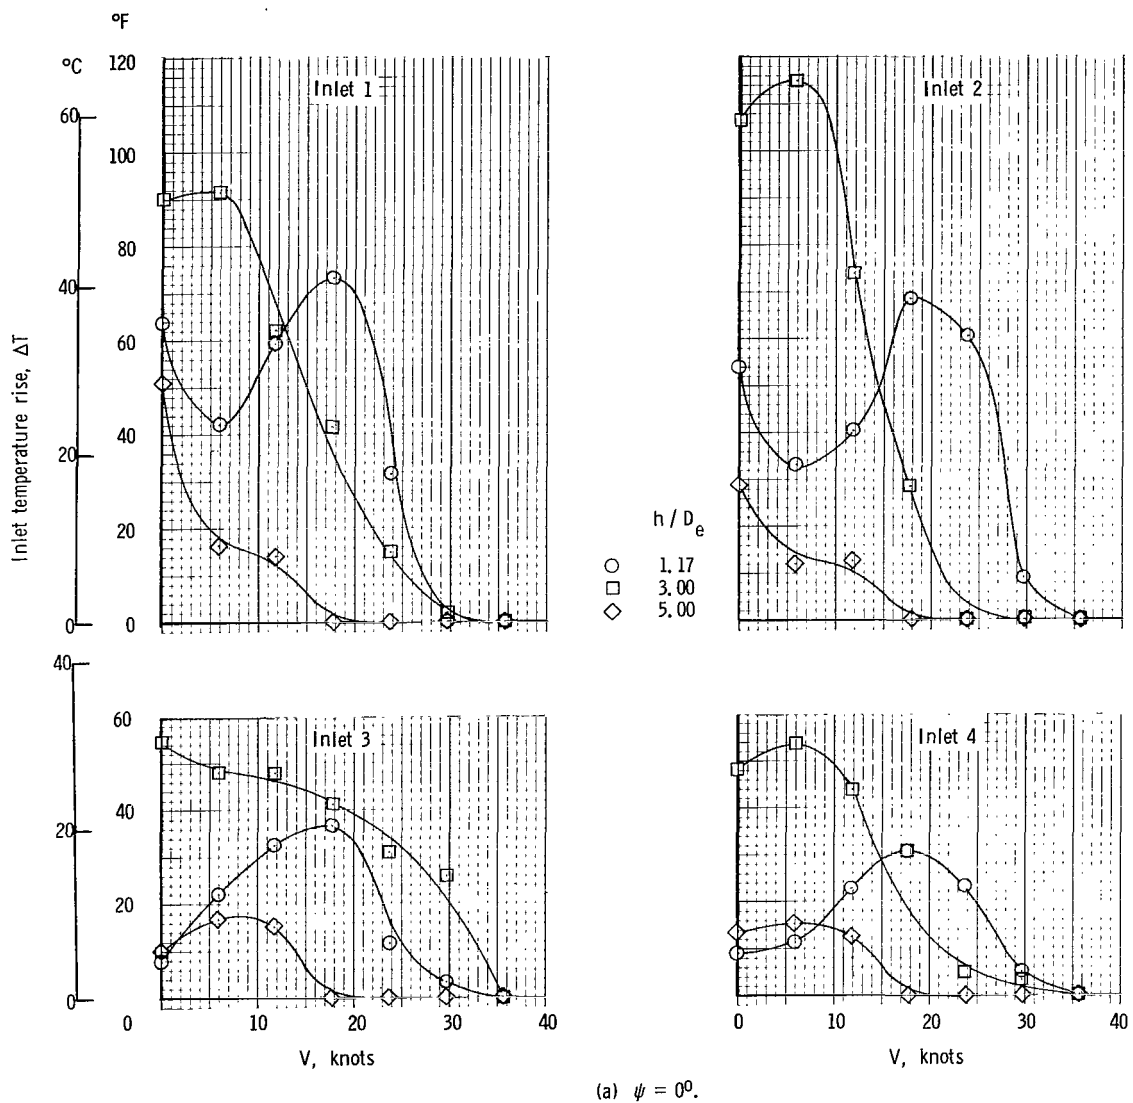 °F
°C
120
Inlet 1
Inlet 2
60
100
80
40
60
Inlet temperature rise, ΔT
40
20
20
0
0
h / De
1.17
3.00
5.00
40
60
Inlet 3
Inlet 4
40
20
20
0
0 10 20 30 40
0 10 20 30 40
V, knots
V, knots
(a) ψ = 0°.